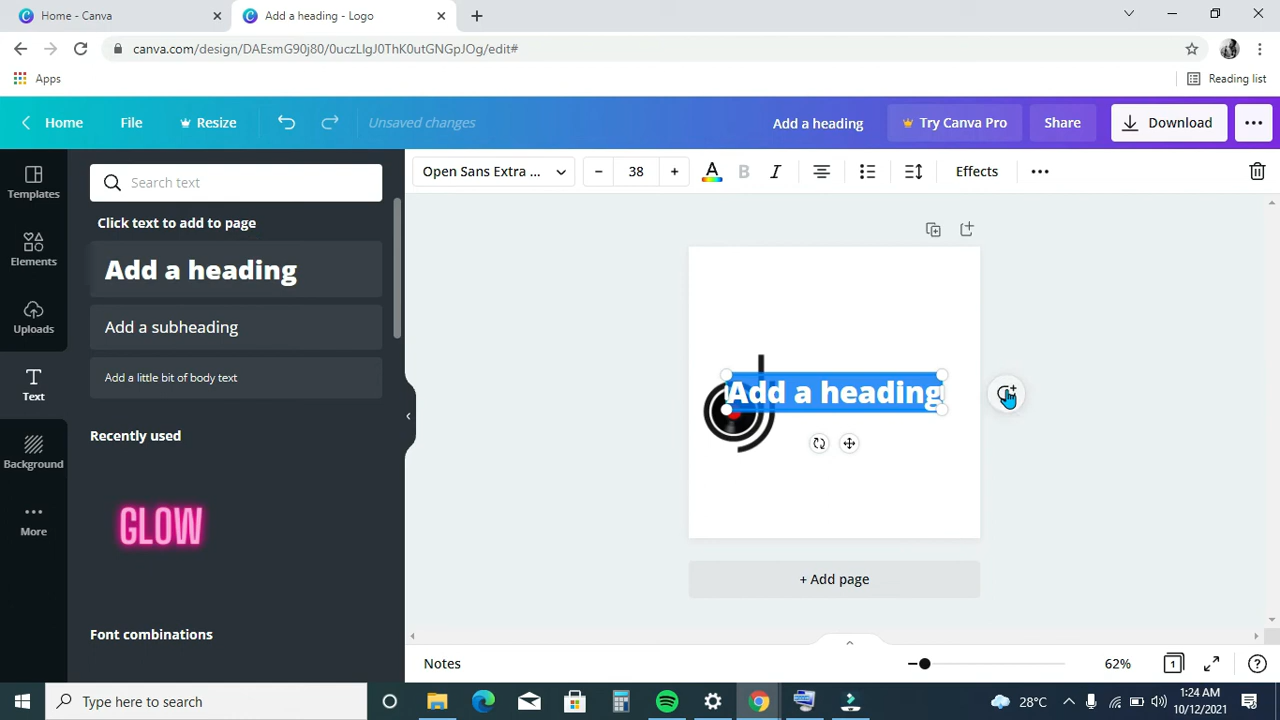 Home - Canva
Add a heading - Logo
canva.com/design/DAEsmG90j80/0uczLIgJ0ThK0utGNGpJOg/edit#
Apps
Reading list
Home
File
Resize
Unsaved changes
Add a heading
Try Canva Pro
Share
Download
Templates
Elements
Uploads
Text
Background
More
Search text
Click text to add to page
Add a heading
Add a subheading
Add a little bit of body text
Recently used
GLOW
Font combinations
Open Sans Extra ...
38
A
B
I
Effects
Add a heading
+ Add page
Notes
62%
1
Type here to search
28°C
1:24 AM
10/12/2021